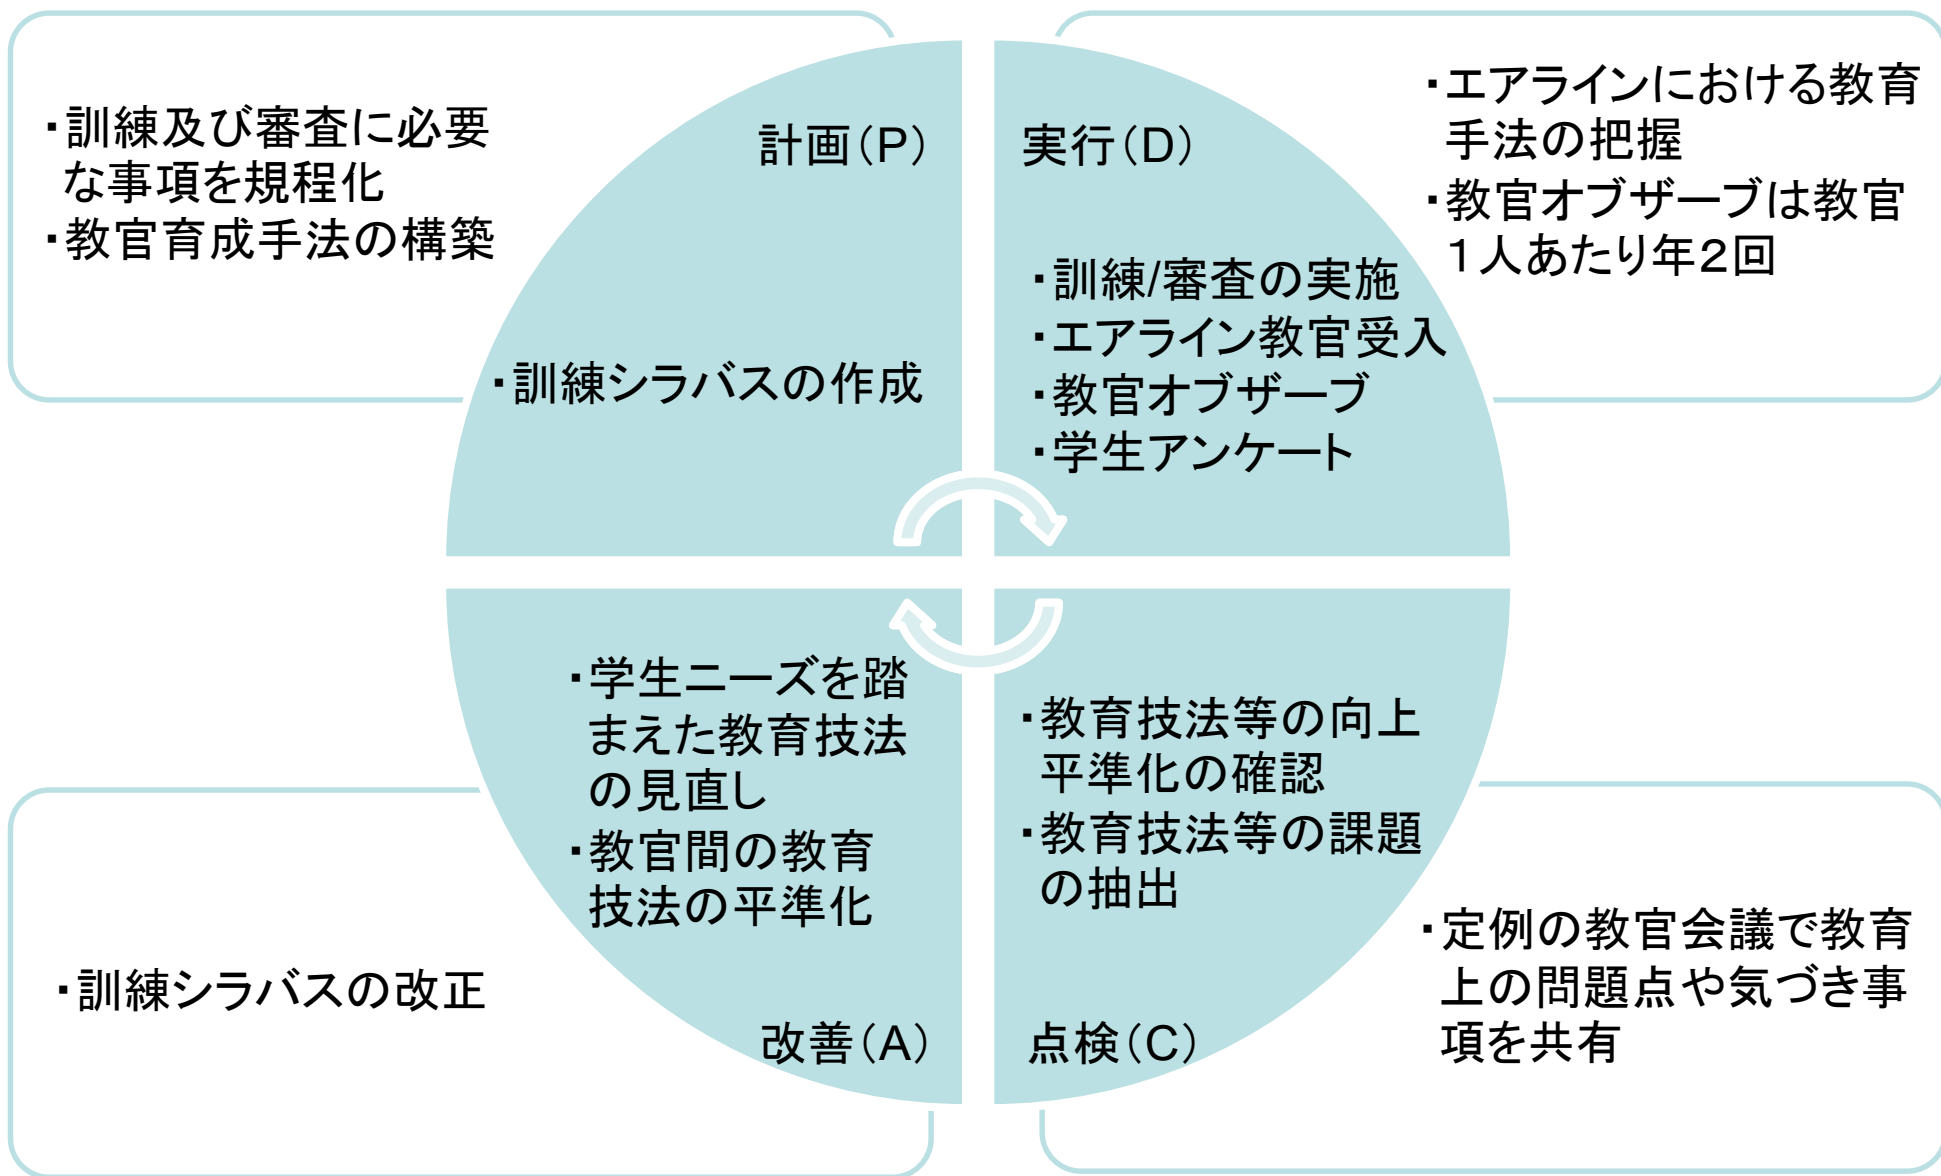 ・訓練及び審査に必要
な事項を規程化
・教官育成手法の構築
計画(P)
・訓練シラバスの作成
実行(D)
・訓練/審査の実施
・エアライン教官受入
・教官オブザーブ
・学生アンケート
・エアラインにおける教育
手法の把握
・教官オブザーブは教官
１人あたり年２回
・学生ニーズを踏
まえた教育技法
の見直し
・教官間の教育
技法の平準化
改善(A)
・訓練シラバスの改正
・教育技法等の向上
平準化の確認
・教育技法等の課題
の抽出
点検(C)
・定例の教官会議で教育
上の問題点や気づき事
項を共有